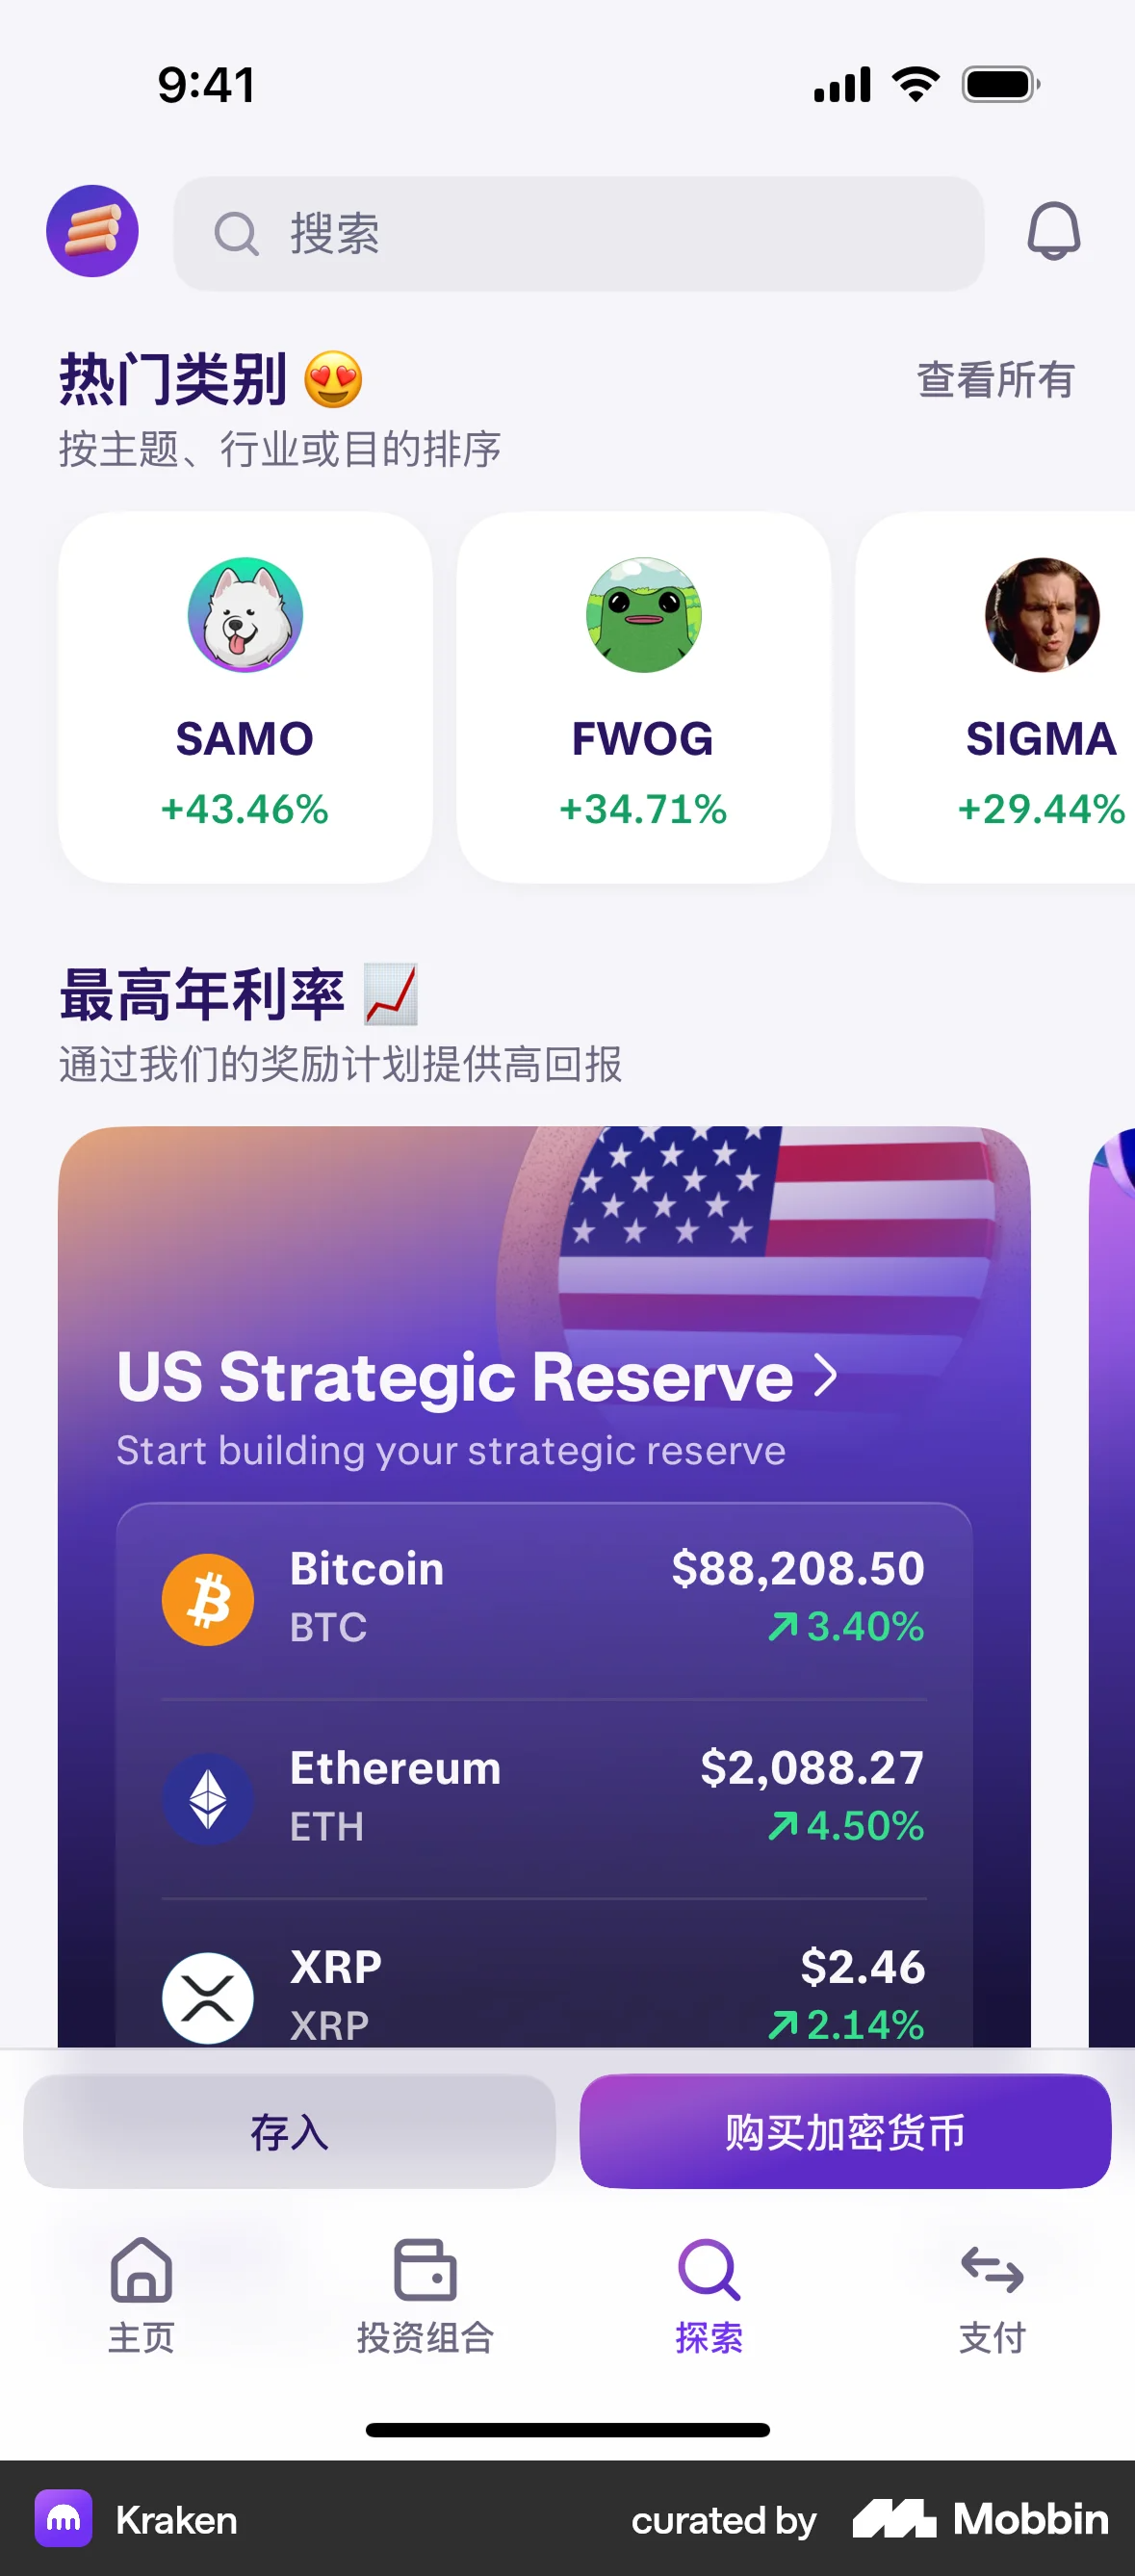 9:41
搜索
热门类别 😍
查看所有
按主题、行业或目的排序
SAMO
+43.46%
FWOG
+34.71%
SIGMA
+29.44%
最高年利率 📈
通过我们的奖励计划提供高回报
US Strategic Reserve
Start building your strategic reserve
Bitcoin
$88,208.50
BTC
3.40%
Ethereum
$2,088.27
ETH
4.50%
XRP
$2.46
XRP
2.14%
存入
购买加密货币
主页
投资组合
探索
支付
Kraken
curated by Mobbin